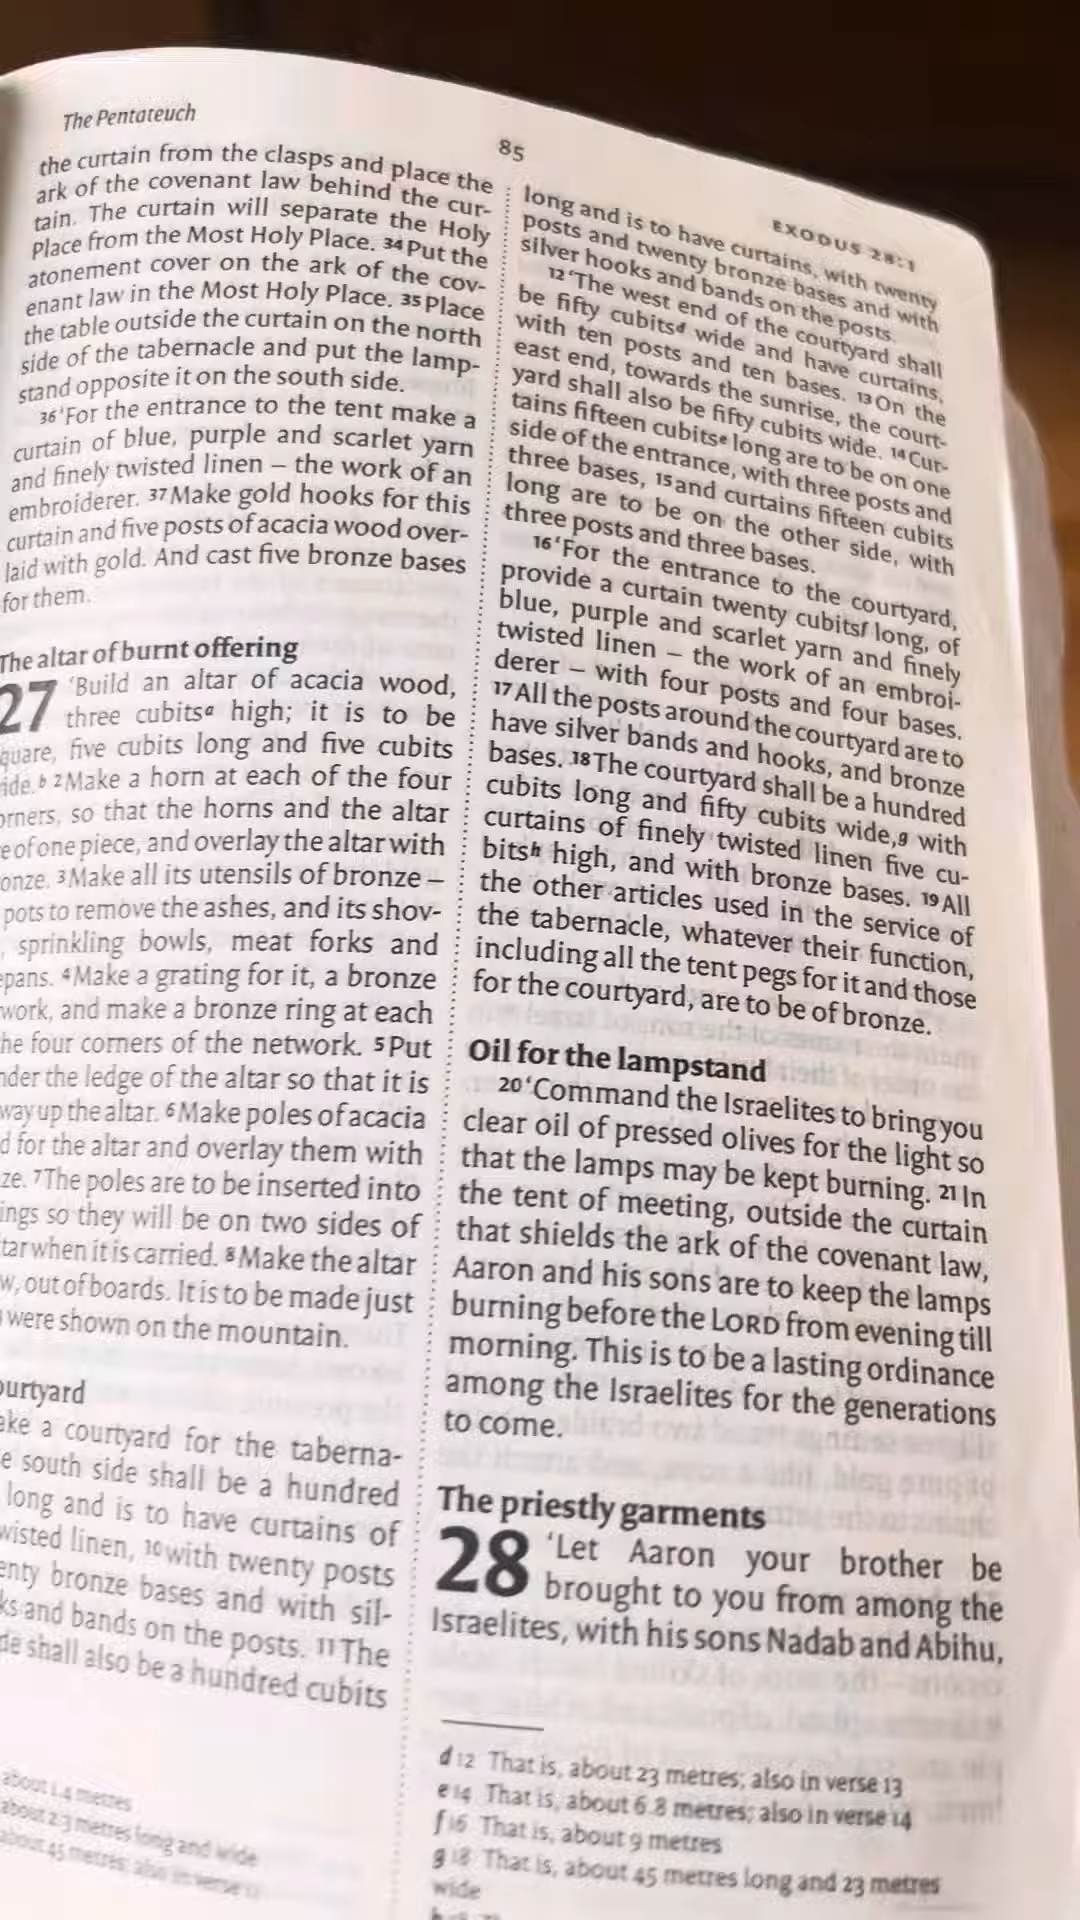 The Pentateuch
85
EXODUS 28:1
the curtain from the clasps and place the
ark of the covenant law behind the cur-
tain. The curtain will separate the Holy
Place from the Most Holy Place. 34 Put the
atonement cover on the ark of the cov-
enant law in the Most Holy Place. 35 Place
the table outside the curtain on the north
side of the tabernacle and put the lamp-
stand opposite it on the south side.
36 ‘For the entrance to the tent make a
curtain of blue, purple and scarlet yarn
and finely twisted linen – the work of an
embroiderer. 37 Make gold hooks for this
curtain and five posts of acacia wood over-
laid with gold. And cast five bronze bases
for them.
The altar of burnt offering
27 ‘Build an altar of acacia wood,
three cubitsa high; it is to be
quare, five cubits long and five cubits
ide.b 2 Make a horn at each of the four
orners, so that the horns and the altar
e of one piece, and overlay the altar with
onze. 3 Make all its utensils of bronze –
pots to remove the ashes, and its shov-
, sprinkling bowls, meat forks and
epans. 4 Make a grating for it, a bronze
work, and make a bronze ring at each
he four corners of the network. 5 Put
nder the ledge of the altar so that it is
way up the altar. 6 Make poles of acacia
d for the altar and overlay them with
ze. 7 The poles are to be inserted into
ings so they will be on two sides of
tar when it is carried. 8 Make the altar
w, out of boards. It is to be made just
were shown on the mountain.
ourtyard
ake a courtyard for the taberna-
e south side shall be a hundred
long and is to have curtains of
wisted linen, 10 with twenty posts
enty bronze bases and with sil-
ks and bands on the posts. 11 The
de shall also be a hundred cubits
about 1.4 metres
about 2.3 metres long and wide
about 45 metres; also in verse 11
long and is to have curtains, with twenty
posts and twenty bronze bases and with
silver hooks and bands on the posts.
12 ‘The west end of the courtyard shall
be fifty cubitsd wide and have curtains,
with ten posts and ten bases. 13 On the
east end, towards the sunrise, the court-
yard shall also be fifty cubits wide. 14 Cur-
tains fifteen cubitse long are to be on one
side of the entrance, with three posts and
three bases, 15 and curtains fifteen cubits
long are to be on the other side, with
three posts and three bases.
16 ‘For the entrance to the courtyard,
provide a curtain twenty cubitsf long, of
blue, purple and scarlet yarn and finely
twisted linen – the work of an embroi-
derer – with four posts and four bases.
17 All the posts around the courtyard are to
have silver bands and hooks, and bronze
bases. 18 The courtyard shall be a hundred
cubits long and fifty cubits wide,g with
curtains of finely twisted linen five cu-
bitsh high, and with bronze bases. 19 All
the other articles used in the service of
the tabernacle, whatever their function,
including all the tent pegs for it and those
for the courtyard, are to be of bronze.
Oil for the lampstand
20 ‘Command the Israelites to bring you
clear oil of pressed olives for the light so
that the lamps may be kept burning. 21 In
the tent of meeting, outside the curtain
that shields the ark of the covenant law,
Aaron and his sons are to keep the lamps
burning before the LORD from evening till
morning. This is to be a lasting ordinance
among the Israelites for the generations
to come.
The priestly garments
28 ‘Let Aaron your brother be
brought to you from among the
Israelites, with his sons Nadab and Abihu,
d 12 That is, about 23 metres; also in verse 13
e 14 That is, about 6.8 metres; also in verse 14
f 16 That is, about 9 metres
g 18 That is, about 45 metres long and 23 metres
wide